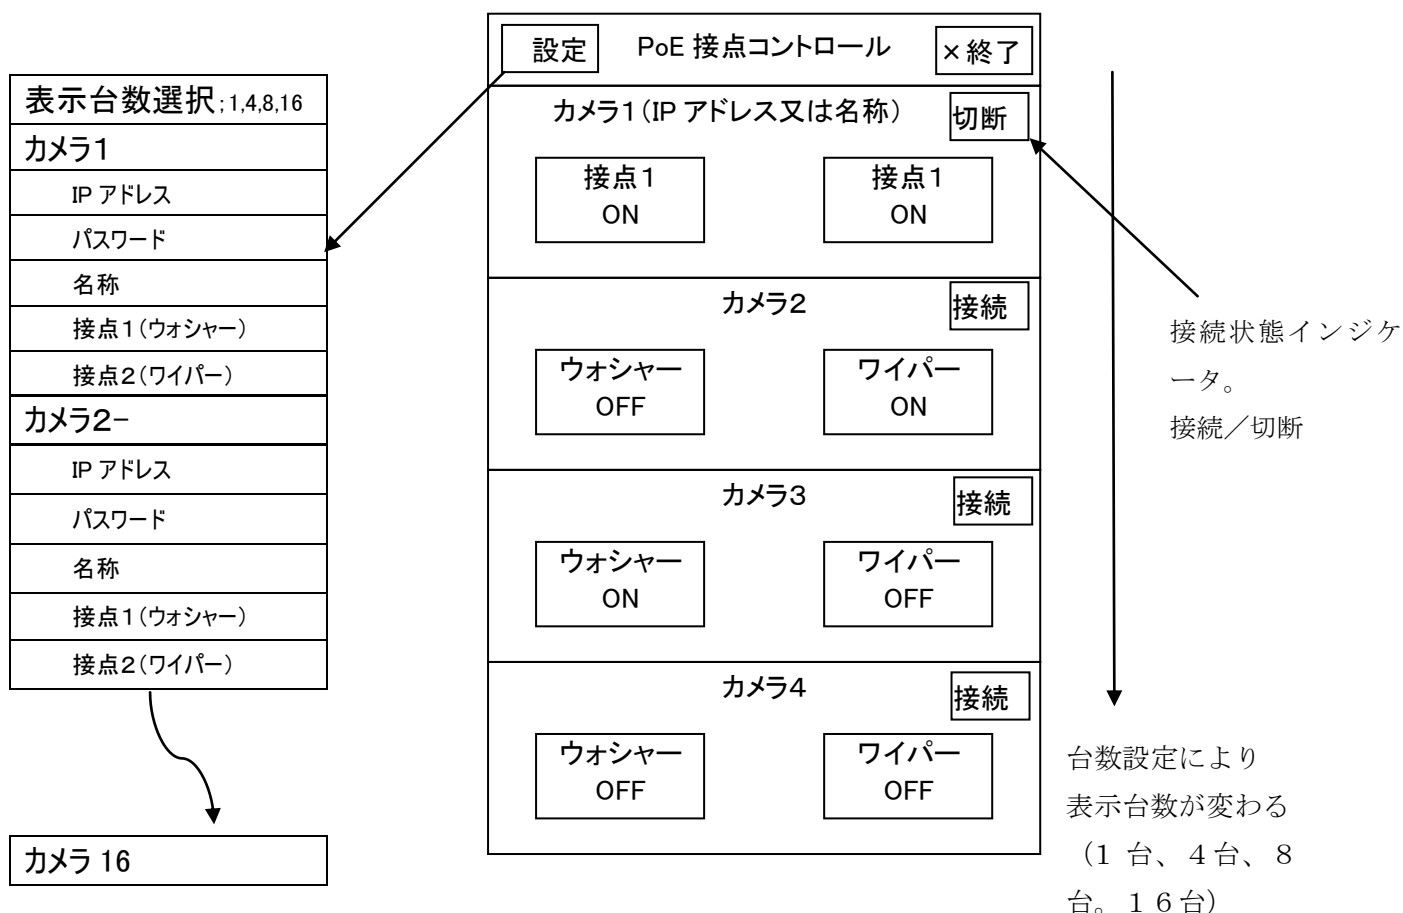 表示台数選択；1,4,8,16
カメラ1
IP アドレス
パスワード
名称
接点1（ウォシャー）
接点2（ワイパー）
カメラ2－
IP アドレス
パスワード
名称
接点1（ウォシャー）
接点2（ワイパー）
カメラ 16
設定
PoE 接点コントロール
×終了
カメラ1（IP アドレス又は名称）
切断
接点1
ON
接点1
ON
カメラ2
接続
ウォシャー
OFF
ワイパー
ON
カメラ3
接続
ウォシャー
ON
ワイパー
OFF
カメラ4
接続
ウォシャー
OFF
ワイパー
OFF
接続状態インジケ
ータ。
接続／切断
台数設定により
表示台数が変わる
（1 台、４台、８
台。１６台）